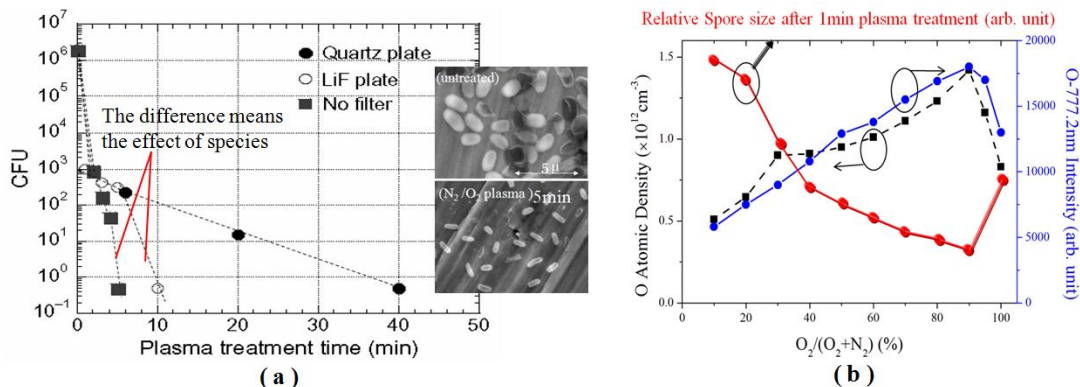 10⁶
10⁵
10⁴
10³
10²
10¹
10⁰
10⁻¹
CFU
0
10
20
30
40
50
Plasma treatment time (min)
Quartz plate
LiF plate
No filter
The difference means
the effect of species
(untreated)
5 μ
(N₂ /O₂ plasma )5min
( a )
Relative Spore size after 1min plasma treatment (arb. unit)
1.5
1.0
0.5
0.0
O Atomic Density (×10¹² cm⁻³)
0
20
40
60
80
100
O₂/(O₂+N₂) (%)
20000
15000
10000
5000
0
O-777.2nm Intensity (arb. unit)
( b )